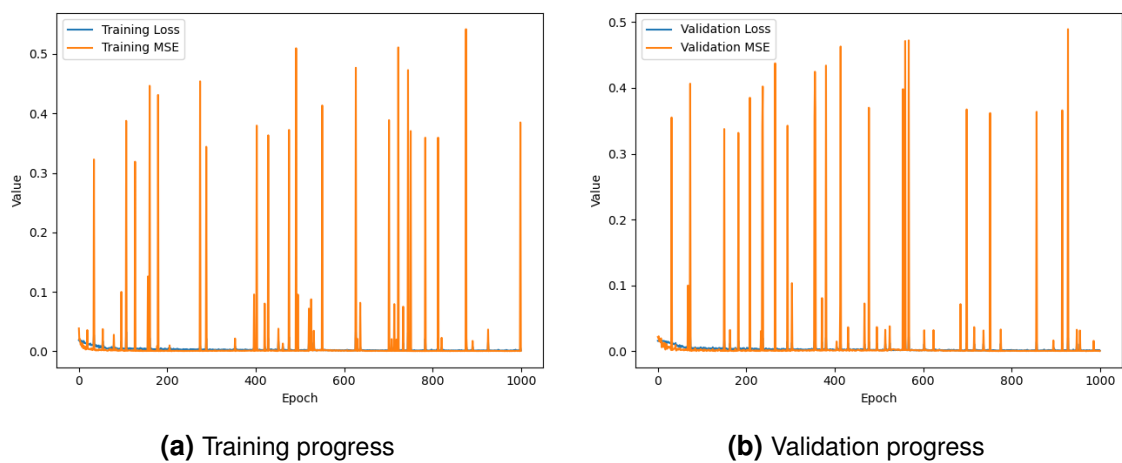 Training Loss
Training MSE
Value
0.5
0.4
0.3
0.2
0.1
0.0
0 200 400 600 800 1000
Epoch
(a) Training progress
Validation Loss
Validation MSE
Value
0.5
0.4
0.3
0.2
0.1
0.0
0 200 400 600 800 1000
Epoch
(b) Validation progress